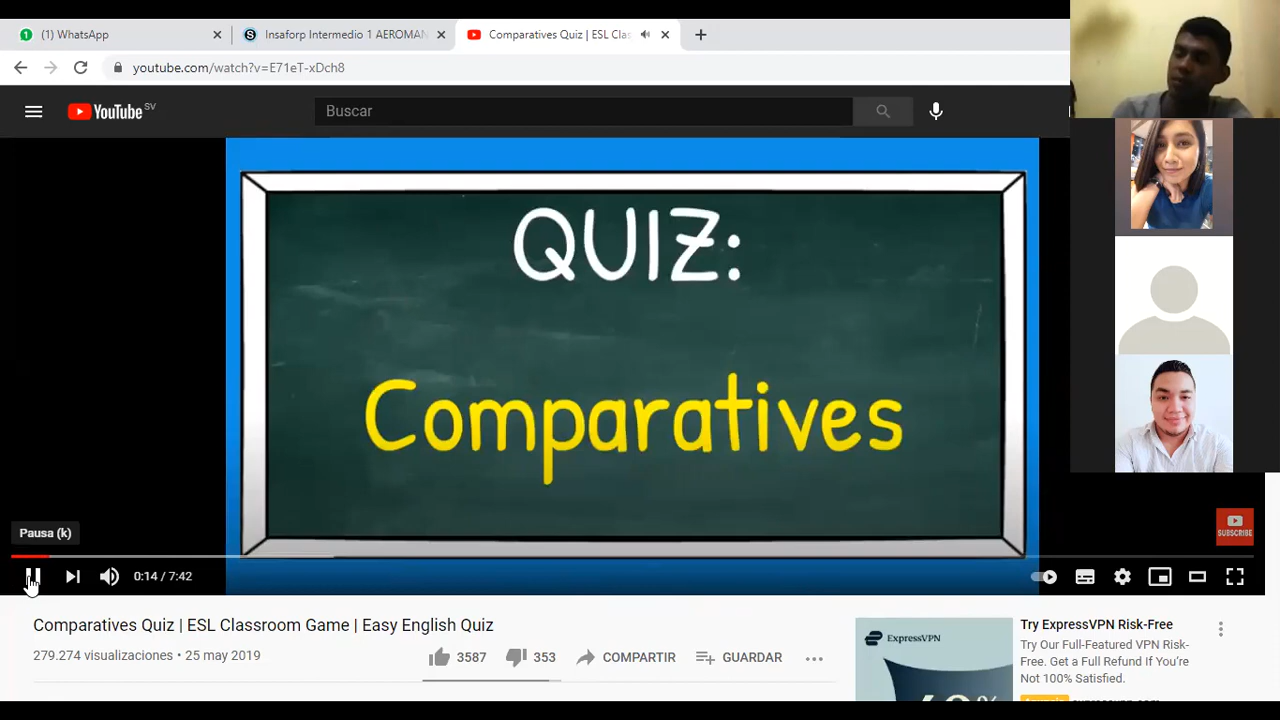 (1) WhatsApp
Insaforp Intermedio 1 AEROMAN
Comparatives Quiz | ESL Clas
youtube.com/watch?v=E71eT-xDch8
YouTube SV
Buscar
QUIZ:
Comparatives
Pausa (k)
SUBSCRIBE
0:14 / 7:42
Comparatives Quiz | ESL Classroom Game | Easy English Quiz
279.274 visualizaciones • 25 may 2019
3587
353
COMPARTIR
GUARDAR
ExpressVPN
Try ExpressVPN Risk-Free
Try Our Full-Featured VPN Risk-
Free. Get a Full Refund If You're
Not 100% Satisfied.